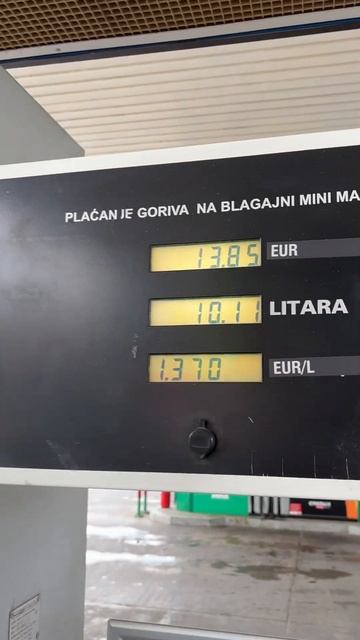 PLAĆANJE GORIVA NA BLAGAJNI MINI MA
13.85 EUR
10.11 LITARA
1.370 EUR/L